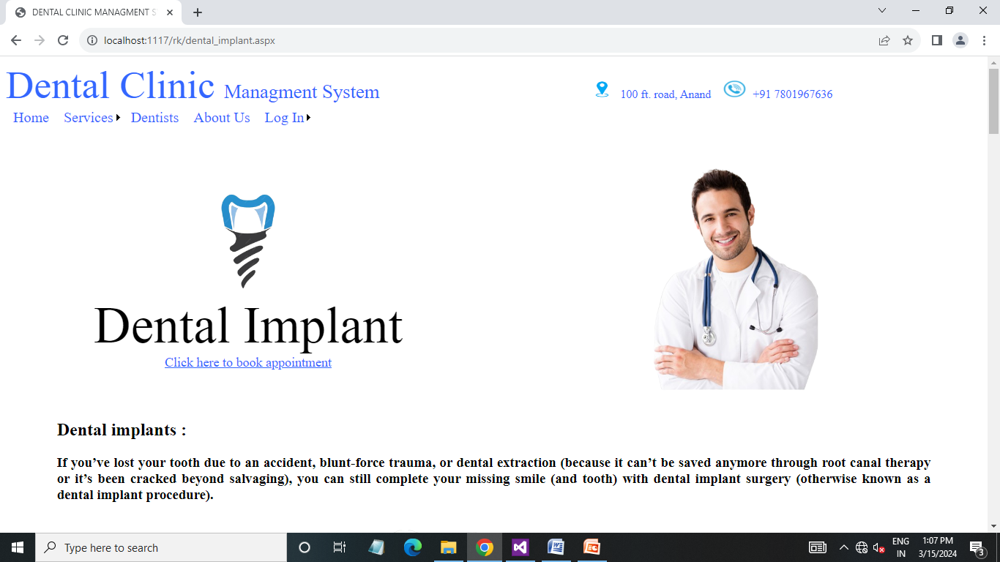 DENTAL CLINIC MANAGMENT S
localhost:1117/rk/dental_implant.aspx
Dental Clinic Managment System
100 ft. road, Anand
+91 7801967636
Home Services Dentists About Us Log In
Dental Implant
Click here to book appointment
Dental implants :
If you’ve lost your tooth due to an accident, blunt-force trauma, or dental extraction (because it can’t be saved anymore through root canal therapy
or it’s been cracked beyond salvaging), you can still complete your missing smile (and tooth) with dental implant surgery (otherwise known as a
dental implant procedure).
Type here to search
ENG
IN
1:07 PM
3/15/2024
3